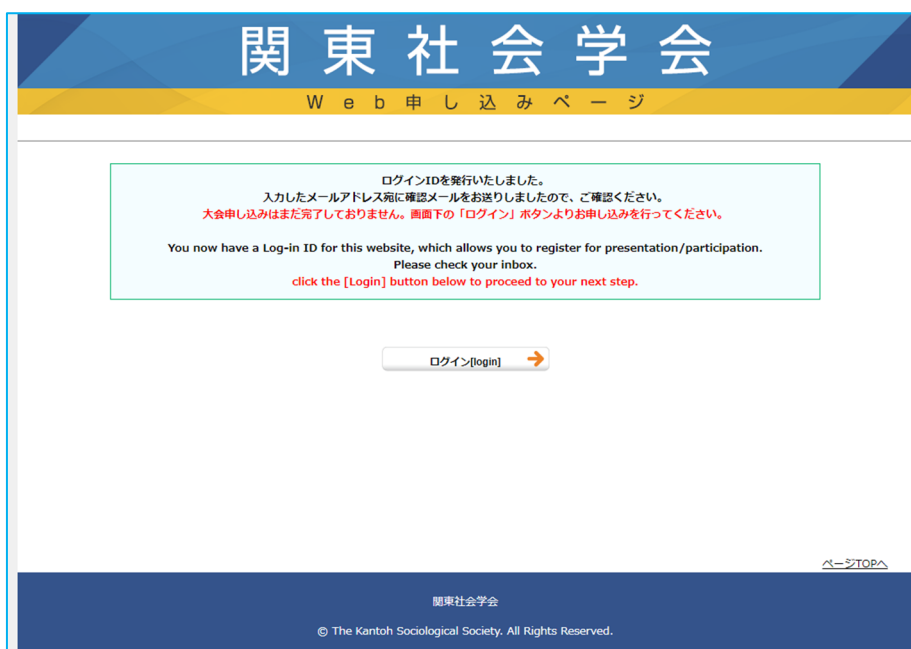 関東社会学会
Web申し込みページ
ログインIDを発行いたしました。
入力したメールアドレス宛に確認メールをお送りしましたので、ご確認ください。
大会申し込みはまだ完了しておりません。画面下の「ログイン」ボタンよりお申し込みを行ってください。
You now have a Log-in ID for this website, which allows you to register for presentation/participation.
Please check your inbox.
click the [Login] button below to proceed to your next step.
ログイン[login]
ページTOPへ
関東社会学会
© The Kantoh Sociological Society. All Rights Reserved.